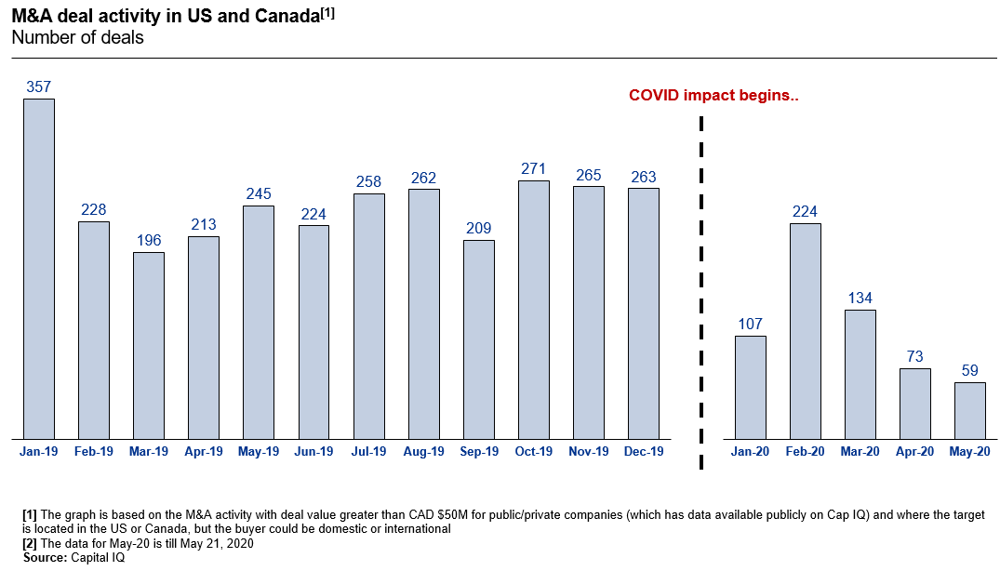 M&A deal activity in US and Canada[1]
Number of deals
COVID impact begins..
357
228
196
213
245
224
258
262
209
271
265
263
107
224
134
73
59
Jan-19 Feb-19 Mar-19 Apr-19 May-19 Jun-19 Jul-19 Aug-19 Sep-19 Oct-19 Nov-19 Dec-19 Jan-20 Feb-20 Mar-20 Apr-20 May-20
[1] The graph is based on the M&A activity with deal value greater than CAD $50M for public/private companies (which has data available publicly on Cap IQ) and where the target
is located in the US or Canada, but the buyer could be domestic or international
[2] The data for May-20 is till May 21, 2020
Source: Capital IQ